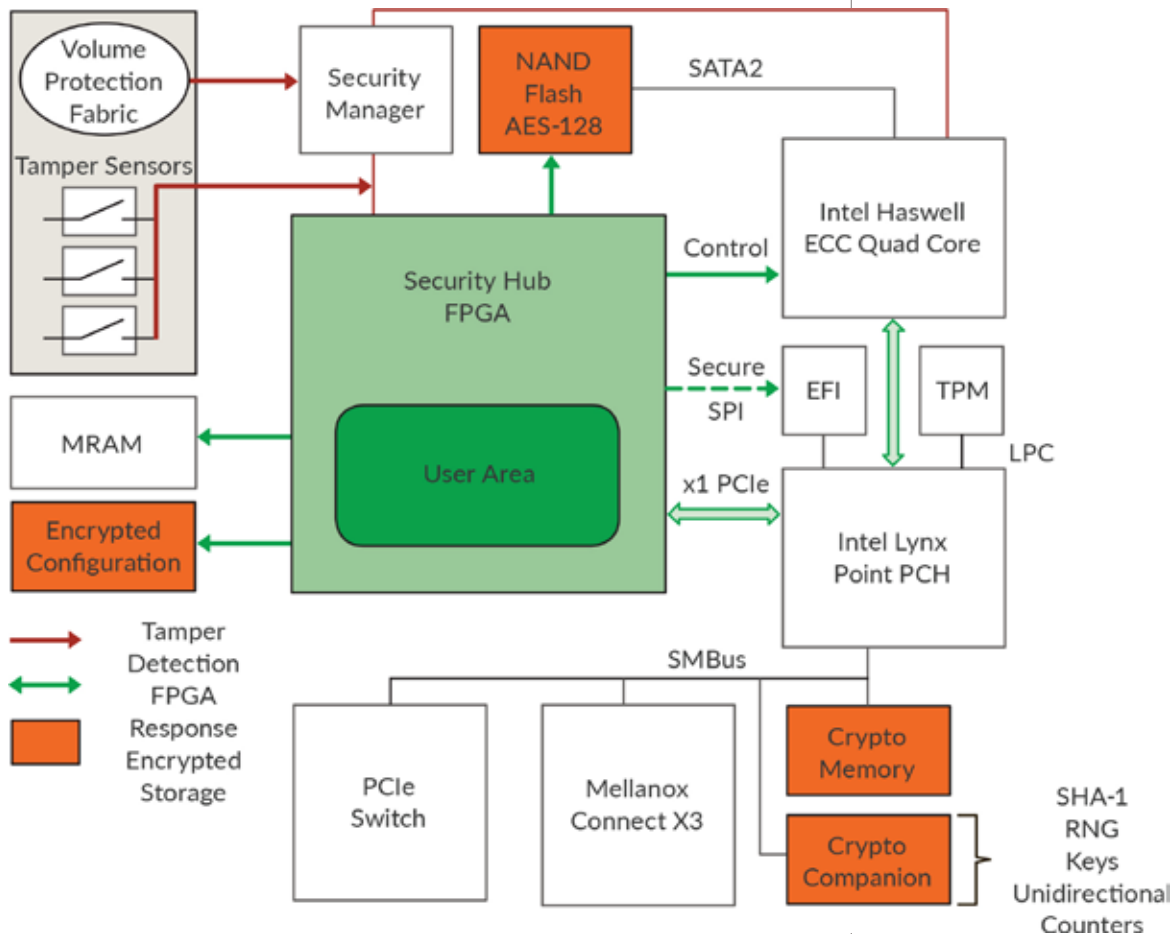 Volume
Protection
Fabric
Tamper Sensors
Security
Manager
NAND
Flash
AES-128
SATA2
Intel Haswell
ECC Quad Core
Security Hub
FPGA
Control
Secure
SPI
EFI
TPM
LPC
MRAM
User Area
x1 PCIe
Encrypted
Configuration
Intel Lynx
Point PCH
Tamper
Detection
FPGA
Response
Encrypted
Storage
SMBus
PCIe
Switch
Mellanox
Connect X3
Crypto
Memory
Crypto
Companion
SHA-1
RNG
Keys
Unidirectional
Counters